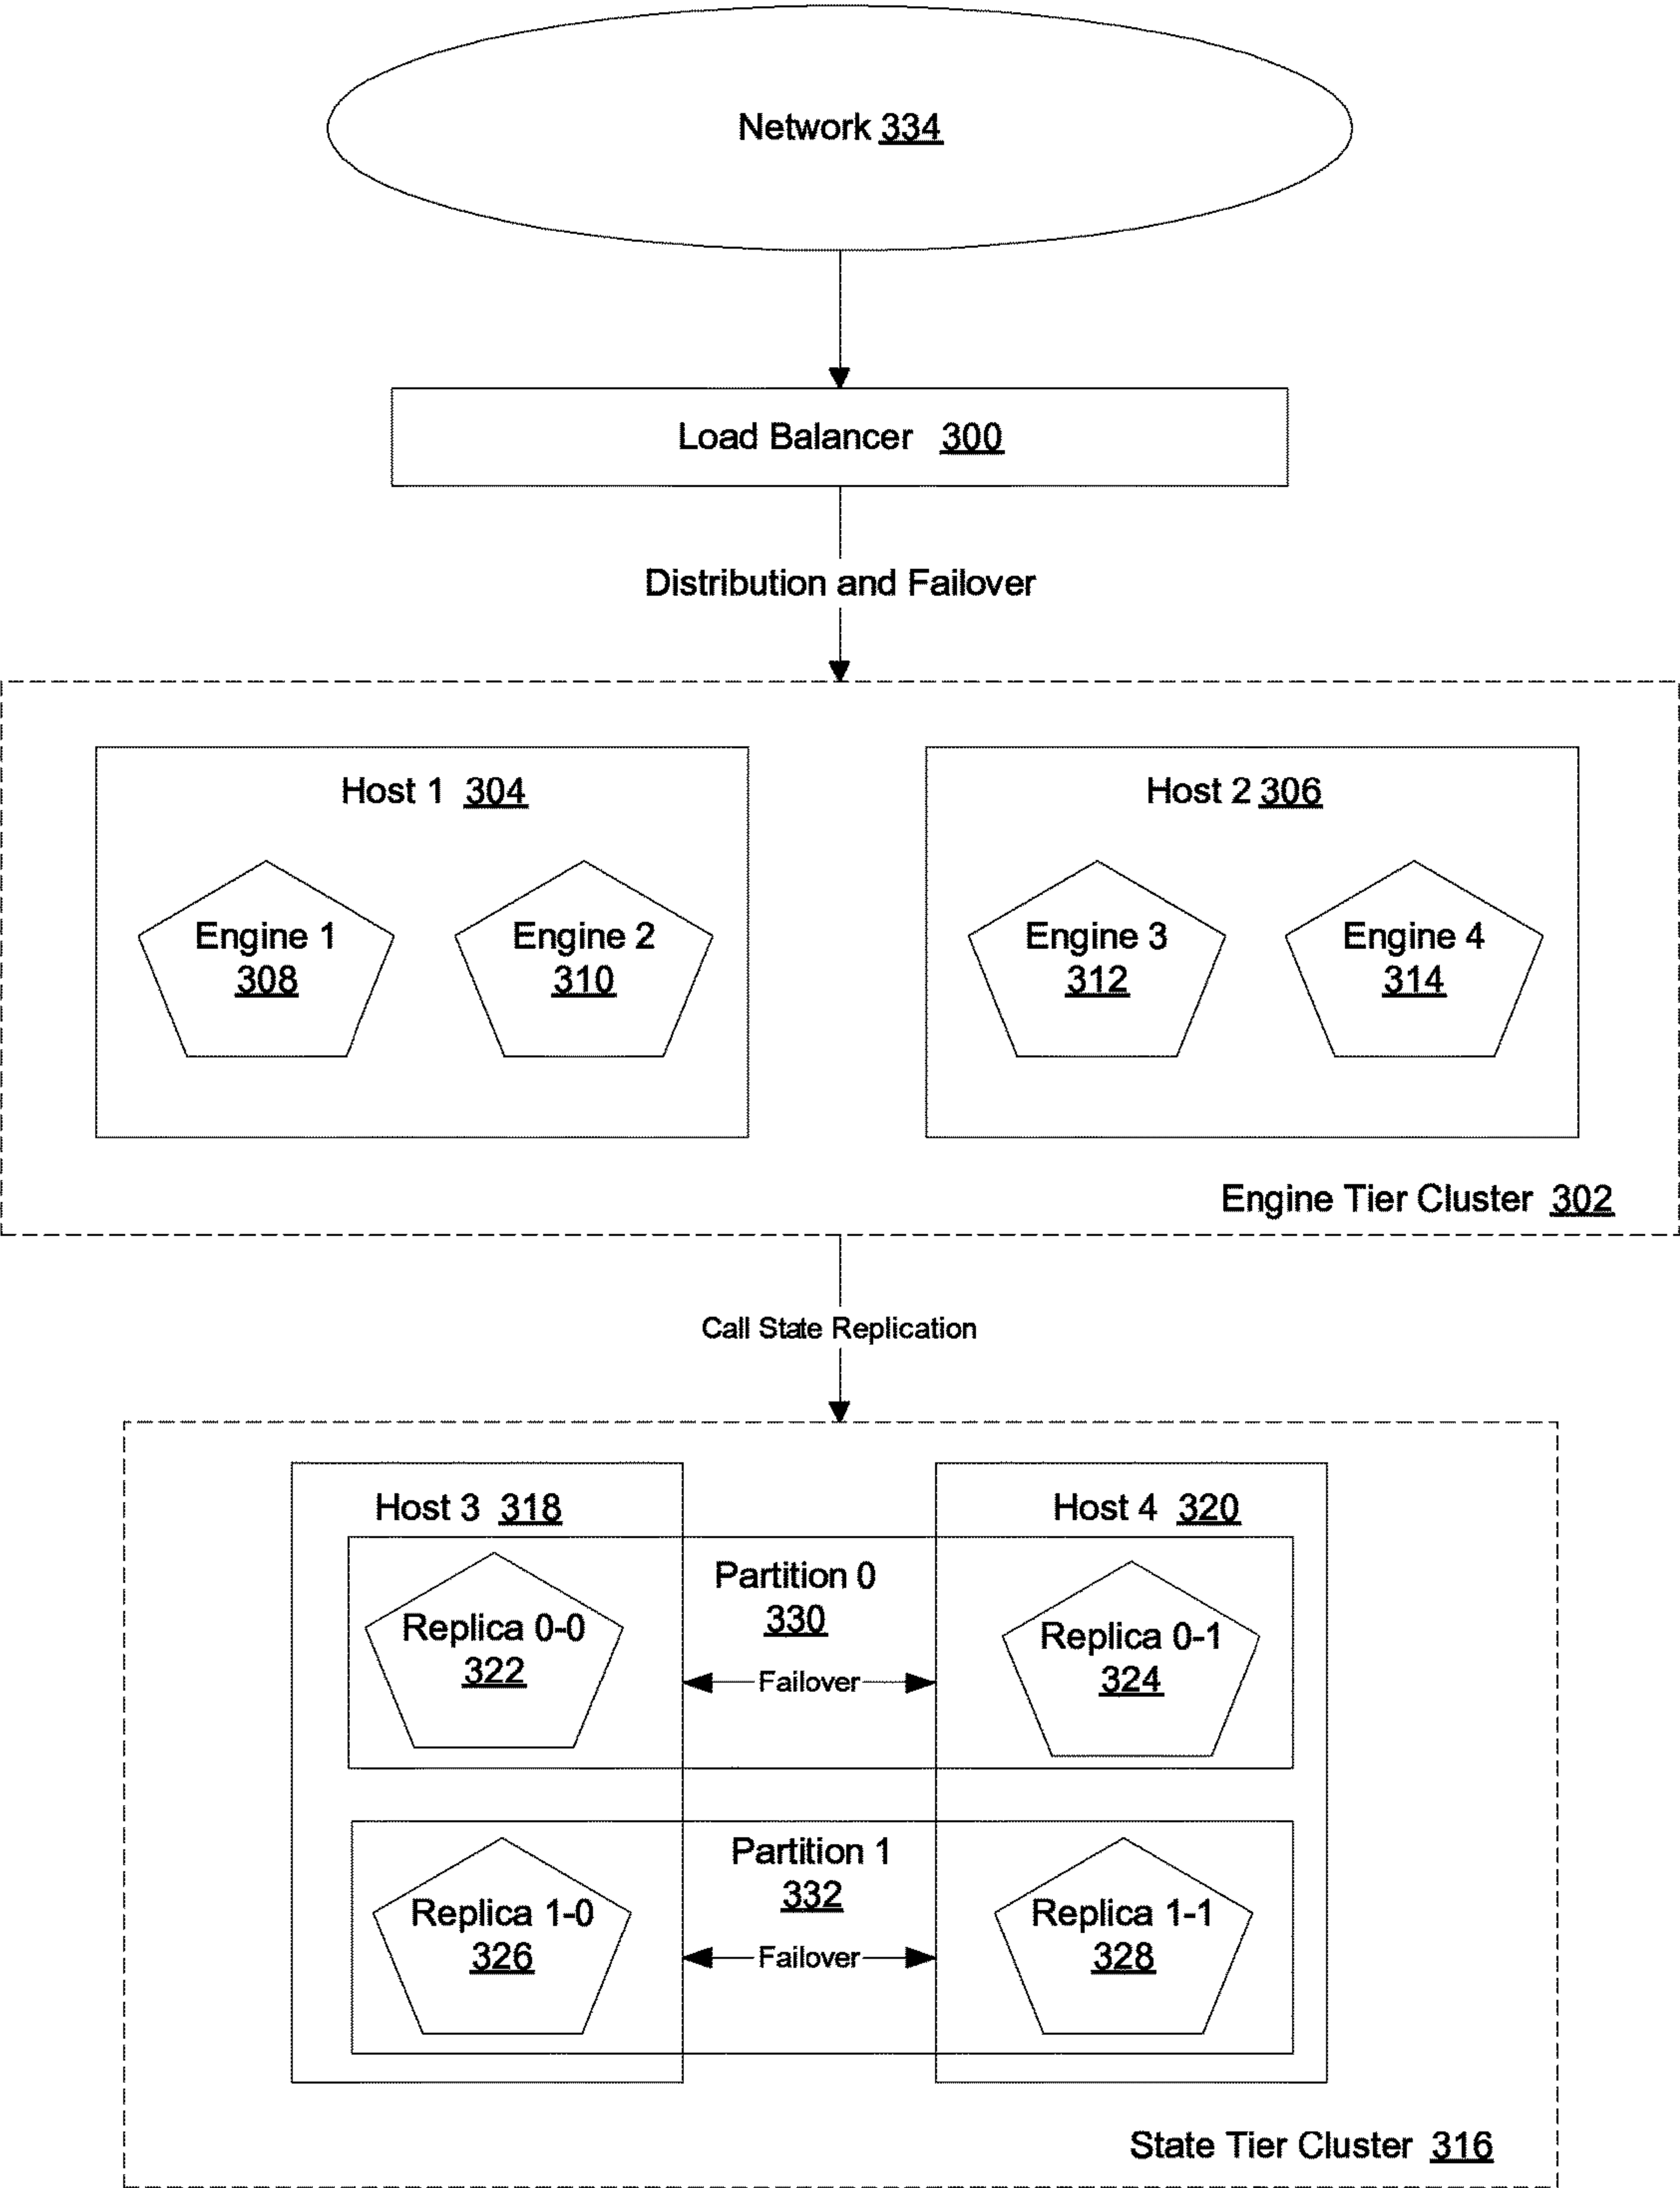 Network 334
Load Balancer 300
Distribution and Failover
Host 1 304
Host 2 306
Engine 1
308
Engine 2
310
Engine 3
312
Engine 4
314
Engine Tier Cluster 302
Call State Replication
Host 3 318
Host 4 320
Partition 0
330
Replica 0-0
322
Failover
Replica 0-1
324
Partition 1
332
Replica 1-0
326
Failover
Replica 1-1
328
State Tier Cluster 316